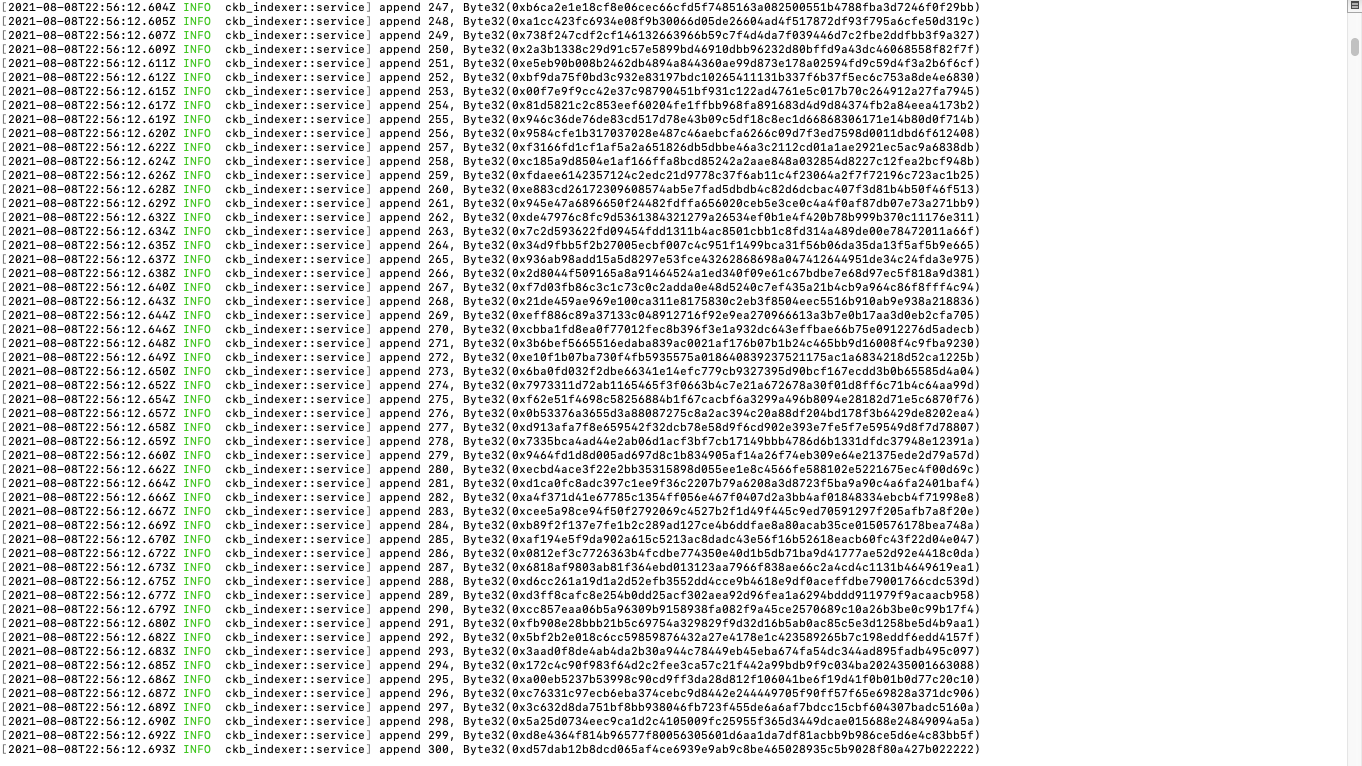 [2021-08-08T22:56:12.604Z INFO  ckb_indexer::service] append 247, Byte32(0xb6ca2e1e18cf8e06cec66cfd5f7485163a082500551b4788fba3d7246f0f29bb)
[2021-08-08T22:56:12.605Z INFO  ckb_indexer::service] append 248, Byte32(0xa1cc423fc6934e08f9b30066d05de26604ad4f517872df93f795a6cfe50d319c)
[2021-08-08T22:56:12.607Z INFO  ckb_indexer::service] append 249, Byte32(0x738f247cdf2cf146132663966b59c7f4d4da7f039446d7c2fbe2ddfbb3f9a327)
[2021-08-08T22:56:12.609Z INFO  ckb_indexer::service] append 250, Byte32(0x2a3b1338c29d91c57e5899bd46910dbb96232d80bffd9a43dc46068558f82f7f)
[2021-08-08T22:56:12.611Z INFO  ckb_indexer::service] append 251, Byte32(0xe5eb90b008b2462db4894a844360ae99d873e178a02594fd9c59d4f3a2b6f6cf)
[2021-08-08T22:56:12.612Z INFO  ckb_indexer::service] append 252, Byte32(0xbf9da75f0bd3c932e83197bdc10265411131b337f6b37f5ec6c753a8de4e6830)
[2021-08-08T22:56:12.615Z INFO  ckb_indexer::service] append 253, Byte32(0x00f7e9f9cc42e37c98790451bf931c122ad4761e5c017b70c264912a27fa7945)
[2021-08-08T22:56:12.617Z INFO  ckb_indexer::service] append 254, Byte32(0x81d5821c2c853eef60204fe1ffbb968fa891683d4d9d84374fb2a84eea4173b2)
[2021-08-08T22:56:12.619Z INFO  ckb_indexer::service] append 255, Byte32(0x946c36de76de83cd517d78e43b09c5df18c8ec1d66868306171e14b80d0f714b)
[2021-08-08T22:56:12.620Z INFO  ckb_indexer::service] append 256, Byte32(0x9584cfe1b317037028e487c46aebcfa6266c09d7f3ed7598d0011dbd6f612408)
[2021-08-08T22:56:12.622Z INFO  ckb_indexer::service] append 257, Byte32(0xf3166fd1cf1af5a2a651826db5dbbe46a3c2112cd01a1ae2921ec5ac9a6838db)
[2021-08-08T22:56:12.624Z INFO  ckb_indexer::service] append 258, Byte32(0xc185a9d8504e1af166ffa8bcd85242a2aae848a032854d8227c12fea2bcf948b)
[2021-08-08T22:56:12.626Z INFO  ckb_indexer::service] append 259, Byte32(0xfdaee6142357124c2edc21d9778c37f6ab11c4f23064a2f7f72196c723ac1b25)
[2021-08-08T22:56:12.628Z INFO  ckb_indexer::service] append 260, Byte32(0xe883cd26172309608574ab5e7fad5dbdb4c82d6dcbac407f3d81b4b50f46f513)
[2021-08-08T22:56:12.629Z INFO  ckb_indexer::service] append 261, Byte32(0x945e47a6896650f24482fdffa656020ceb5e3ce0c4a4f0af87db07e73a271bb9)
[2021-08-08T22:56:12.632Z INFO  ckb_indexer::service] append 262, Byte32(0xde47976c8fc9d5361384321279a26534ef0b1e4f420b78b999b370c11176e311)
[2021-08-08T22:56:12.634Z INFO  ckb_indexer::service] append 263, Byte32(0x7c2d593622fd09454fdd1311b4ac8501cbb1c8fd314a489de00e78472011a66f)
[2021-08-08T22:56:12.635Z INFO  ckb_indexer::service] append 264, Byte32(0x34d9fbb5f2b27005ecbf007c4c951f1499bca31f56b06da35da13f5af5b9e665)
[2021-08-08T22:56:12.637Z INFO  ckb_indexer::service] append 265, Byte32(0x936ab98add15a5d8297e53fce43262868698a047412644951de34c24fda3e975)
[2021-08-08T22:56:12.638Z INFO  ckb_indexer::service] append 266, Byte32(0x2d8044f509165a8a91464524a1ed340f09e61c67bdbe7e68d97ec5f818a9d381)
[2021-08-08T22:56:12.640Z INFO  ckb_indexer::service] append 267, Byte32(0xf7d03fb86c3c1c73c0c2adda0e48d5240c7ef435a21b4cb9a964c86f8fff4c94)
[2021-08-08T22:56:12.643Z INFO  ckb_indexer::service] append 268, Byte32(0x21de459ae969e100ca311e8175830c2eb3f8504eec5516b910ab9e938a218836)
[2021-08-08T22:56:12.644Z INFO  ckb_indexer::service] append 269, Byte32(0xeff886c89a37133c048912716f92e9ea270966613a3b7e0b17aa3d0eb2cfa705)
[2021-08-08T22:56:12.646Z INFO  ckb_indexer::service] append 270, Byte32(0xcbba1fd8ea0f77012fec8b396f3e1a932dc643effbae66b75e0912276d5adecb)
[2021-08-08T22:56:12.648Z INFO  ckb_indexer::service] append 271, Byte32(0x3b6bef5665516edaba839ac0021af176b07b1b24c465bb9d16008f4c9fba9230)
[2021-08-08T22:56:12.649Z INFO  ckb_indexer::service] append 272, Byte32(0xe10f1b07ba730f4fb5935575a018640839237521175ac1a6834218d52ca1225b)
[2021-08-08T22:56:12.650Z INFO  ckb_indexer::service] append 273, Byte32(0x6ba0fd032f2dbe66341e14efc779cb9327395d90bcf167ecdd3b0b65585d4a04)
[2021-08-08T22:56:12.652Z INFO  ckb_indexer::service] append 274, Byte32(0x7973311d72ab1165465f3f0663b4c7e21a672678a30f01d8ff6c71b4c64aa99d)
[2021-08-08T22:56:12.654Z INFO  ckb_indexer::service] append 275, Byte32(0xf62e51f4698c58256884b1f67cacbf6a3299a496b8094e28182d71e5c6870f76)
[2021-08-08T22:56:12.657Z INFO  ckb_indexer::service] append 276, Byte32(0x0b53376a3655d3a88087275c8a2ac394c20a88df204bd178f3b6429de8202ea4)
[2021-08-08T22:56:12.658Z INFO  ckb_indexer::service] append 277, Byte32(0xd913afa7f8e659542f32dcb78e58d9f6cd902e393e7fe5f7e59549d8f7d78807)
[2021-08-08T22:56:12.659Z INFO  ckb_indexer::service] append 278, Byte32(0x7335bca4ad44e2ab06d1acf3bf7cb17149bbb4786d6b1331dfdc37948e12391a)
[2021-08-08T22:56:12.660Z INFO  ckb_indexer::service] append 279, Byte32(0x9464fd1d8d005ad697d8c1b834905af14a26f74eb309e64e21375ede2d79a57d)
[2021-08-08T22:56:12.662Z INFO  ckb_indexer::service] append 280, Byte32(0xecbd4ace3f22e2bb35315898d055ee1e8c4566fe588102e5221675ec4f00d69c)
[2021-08-08T22:56:12.664Z INFO  ckb_indexer::service] append 281, Byte32(0xd1ca0fc8adc397c1ee9f36c2207b79a6208a3d8723f5ba9a90c4a6fa2401baf4)
[2021-08-08T22:56:12.666Z INFO  ckb_indexer::service] append 282, Byte32(0xa4f371d41e67785c1354ff056e467f0407d2a3bb4af01848334ebcb4f71998e8)
[2021-08-08T22:56:12.667Z INFO  ckb_indexer::service] append 283, Byte32(0xcee5a98ce94f50f2792069c4527b2f1d49f445c9ed70591297f205afb7a8f20e)
[2021-08-08T22:56:12.669Z INFO  ckb_indexer::service] append 284, Byte32(0xb89f2f137e7fe1b2c289ad127ce4b6ddfae8a80acab35ce0150576178bea748a)
[2021-08-08T22:56:12.670Z INFO  ckb_indexer::service] append 285, Byte32(0xaf194e5f9da902a615c5213ac8dadc43e56f16b52618eacb60fc43f22d04e047)
[2021-08-08T22:56:12.672Z INFO  ckb_indexer::service] append 286, Byte32(0x0812ef3c7726363b4fcdbe774350e40d1b5db71ba9d41777ae52d92e4418c0da)
[2021-08-08T22:56:12.673Z INFO  ckb_indexer::service] append 287, Byte32(0x6818af9803ab81f364ebd013123aa7966f838ae66c2a4cd4c1131b4649619ea1)
[2021-08-08T22:56:12.675Z INFO  ckb_indexer::service] append 288, Byte32(0xd6cc261a19d1a2d52efb3552dd4cce9b4618e9df0aceffdbe79001766cdc539d)
[2021-08-08T22:56:12.677Z INFO  ckb_indexer::service] append 289, Byte32(0xd3ff8cafc8e254b0dd25acf302aea92d96fea1a6294bddd911979f9acaacb958)
[2021-08-08T22:56:12.679Z INFO  ckb_indexer::service] append 290, Byte32(0xcc857eaa06b5a96309b9158938fa082f9a45ce2570689c10a26b3be0c99b17f4)
[2021-08-08T22:56:12.680Z INFO  ckb_indexer::service] append 291, Byte32(0xfb908e28bbb21b5c69754a329829f9d32d16b5ab0ac85c5e3d1258be5d4b9aa1)
[2021-08-08T22:56:12.682Z INFO  ckb_indexer::service] append 292, Byte32(0x5bf2b2e018c6cc59859876432a27e4178e1c423589265b7c198eddf6edd4157f)
[2021-08-08T22:56:12.683Z INFO  ckb_indexer::service] append 293, Byte32(0x3aad0f8de4ab4da2b30a944c78449eb45eba674fa54dc344ad895fadb495c097)
[2021-08-08T22:56:12.685Z INFO  ckb_indexer::service] append 294, Byte32(0x172c4c90f983f64d2c2fee3ca57c21f442a99bdb9f9c034ba202435001663088)
[2021-08-08T22:56:12.686Z INFO  ckb_indexer::service] append 295, Byte32(0xa00eb5237b53998c90cd9ff3da28d812f106041be6f19d41f0b01b0d77c20c10)
[2021-08-08T22:56:12.687Z INFO  ckb_indexer::service] append 296, Byte32(0xc76331c97ecb6eba374cebc9d8442e244449705f90ff57f65e69828a371dc906)
[2021-08-08T22:56:12.689Z INFO  ckb_indexer::service] append 297, Byte32(0x3c632d8da751bf8bb938046fb723f455de6a6af7bdcc15cbf604307badc5160a)
[2021-08-08T22:56:12.690Z INFO  ckb_indexer::service] append 298, Byte32(0x5a25d0734eec9ca1d2c4105009fc25955f365d3449dcae015688e24849094a5a)
[2021-08-08T22:56:12.692Z INFO  ckb_indexer::service] append 299, Byte32(0xd8e4364f814b96577f80056305601d6aa1da7df81acbb9b986ce5d6e4c83bb5f)
[2021-08-08T22:56:12.693Z INFO  ckb_indexer::service] append 300, Byte32(0xd57dab12b8dcd065af4ce6939e9ab9c8be465028935c5b9028f80a427b022222)